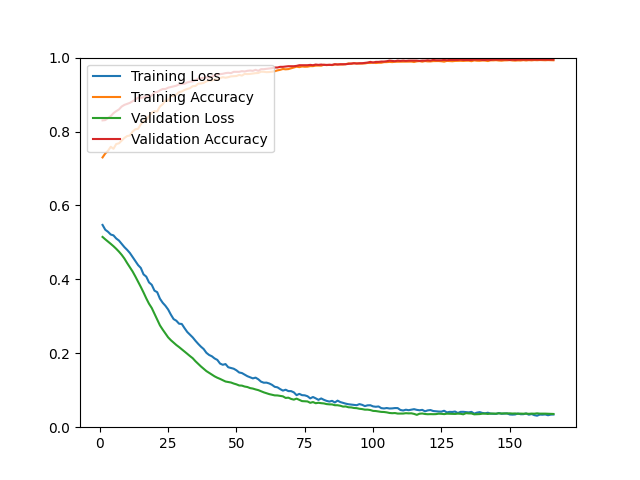 1.0
0.8
0.6
0.4
0.2
0.0
Training Loss
Training Accuracy
Validation Loss
Validation Accuracy
0 25 50 75 100 125 150